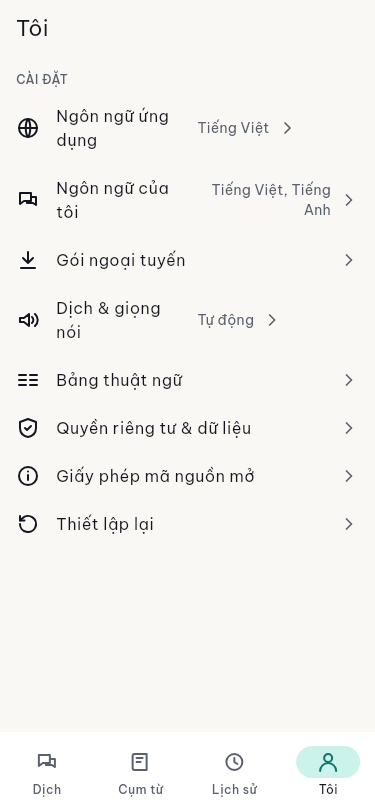 Tôi
CÀI ĐẶT
Ngôn ngữ ứng
dụng
Tiếng Việt
Ngôn ngữ của
tôi
Tiếng Việt, Tiếng
Anh
Gói ngoại tuyến
Dịch & giọng
nói
Tự động
Bảng thuật ngữ
Quyền riêng tư & dữ liệu
Giấy phép mã nguồn mở
Thiết lập lại
Dịch
Cụm từ
Lịch sử
Tôi